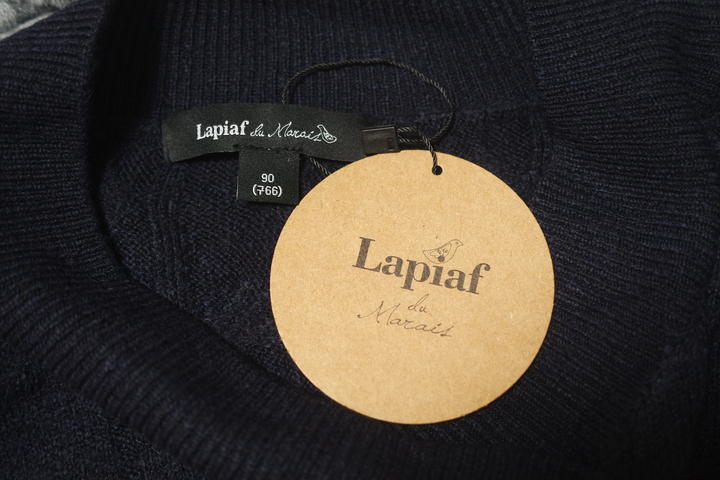 Lapiaf du Marais
90
(766)
Lapiaf
du
Marais